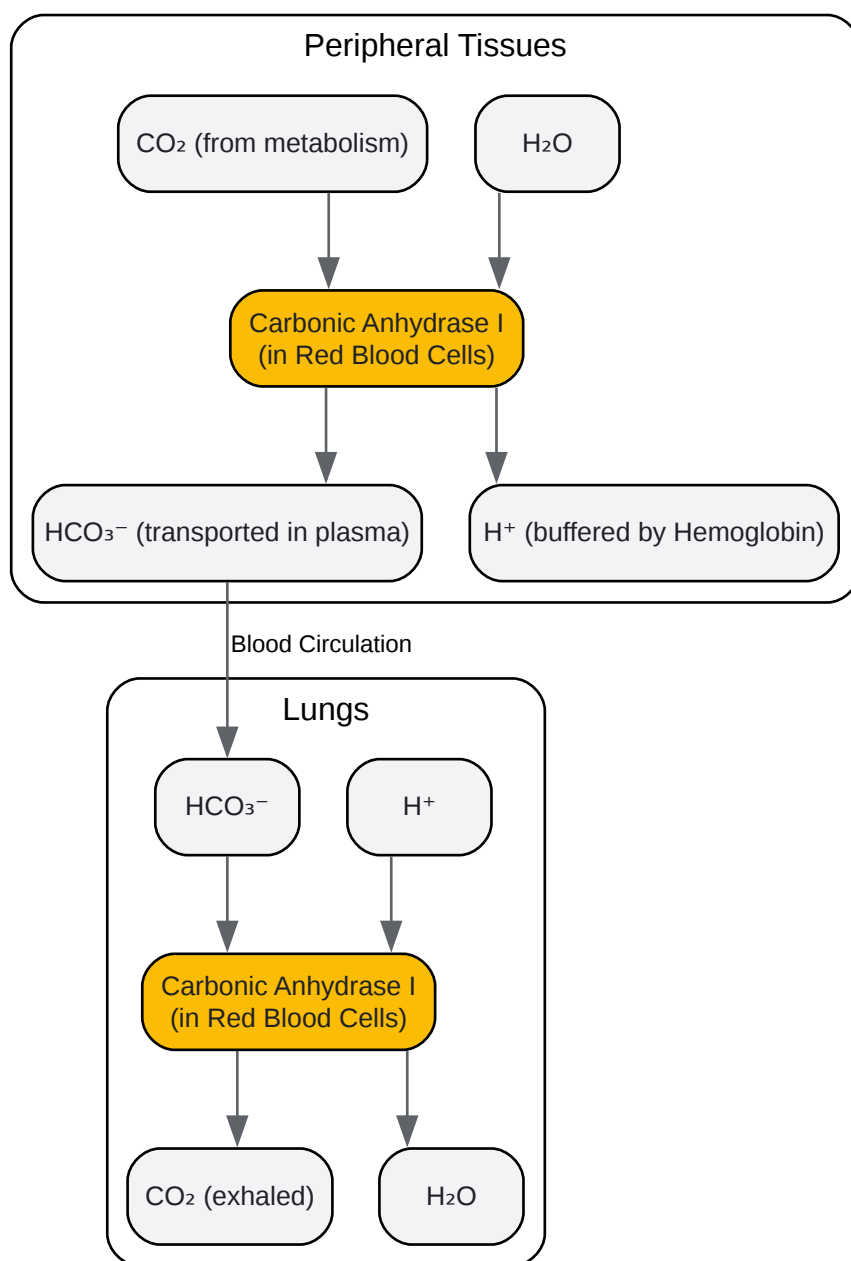 Peripheral Tissues
CO₂ (from metabolism)
H₂O
Carbonic Anhydrase I
(in Red Blood Cells)
HCO₃⁻ (transported in plasma)
H⁺ (buffered by Hemoglobin)
Blood Circulation
Lungs
HCO₃⁻
H⁺
Carbonic Anhydrase I
(in Red Blood Cells)
CO₂ (exhaled)
H₂O